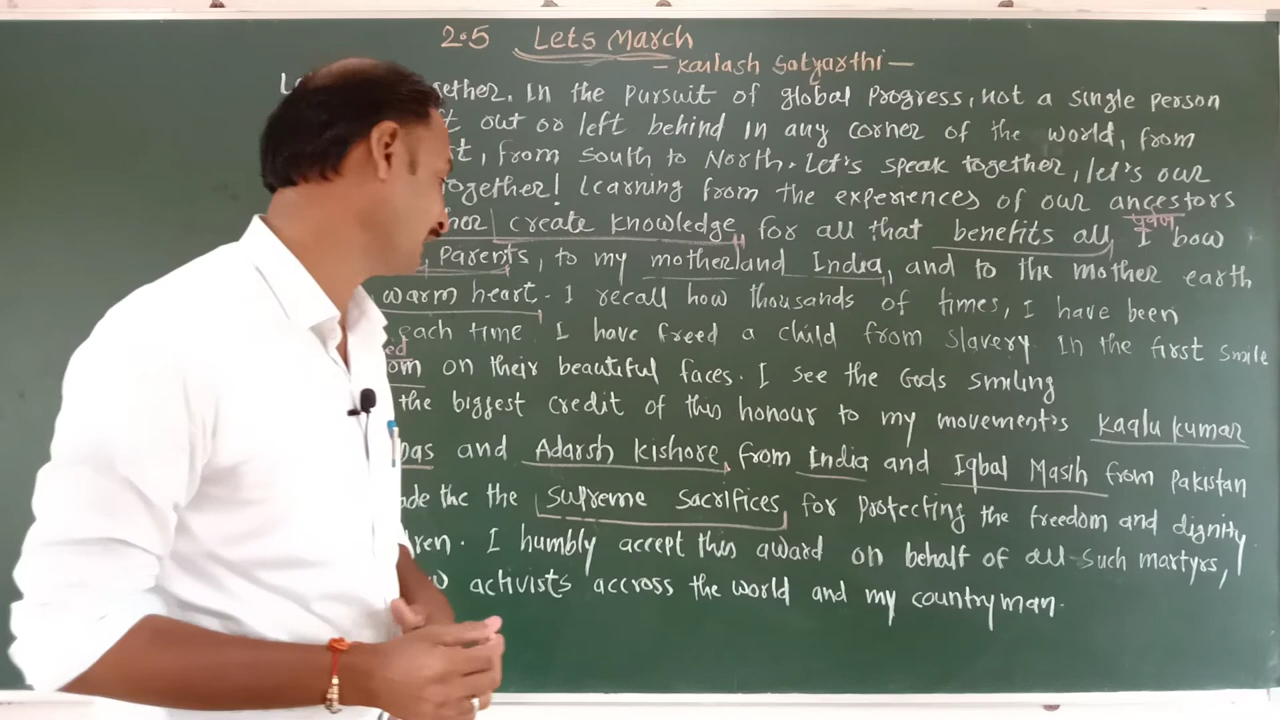 2.5 Lets March
- Kailash Satyarthi -
gether. In the pursuit of global Progress, not a single person
out or left behind in any corner of the world, from
, from South to North. Let's speak together, let's our
together! Learning from the experiences of our ancestors
पूर्वज
create knowledge for all that benefits all, I bow
Parents, to my motherland India, and to the mother earth
warm heart. I recall how thousands of times, I have been
each time I have freed a child from slavery In the first smile
ed
om on their beautiful faces. I see the Gods smiling
the biggest credit of this honour to my movement's Kaalu kumar
and Adarsh kishore from India and Iqbal Masih from Pakistan
ade the the supreme sacrifices for protecting the freedom and dignity
ren. I humbly accept this award on behalf of all such martyrs,
activists accross the world and my countryman.